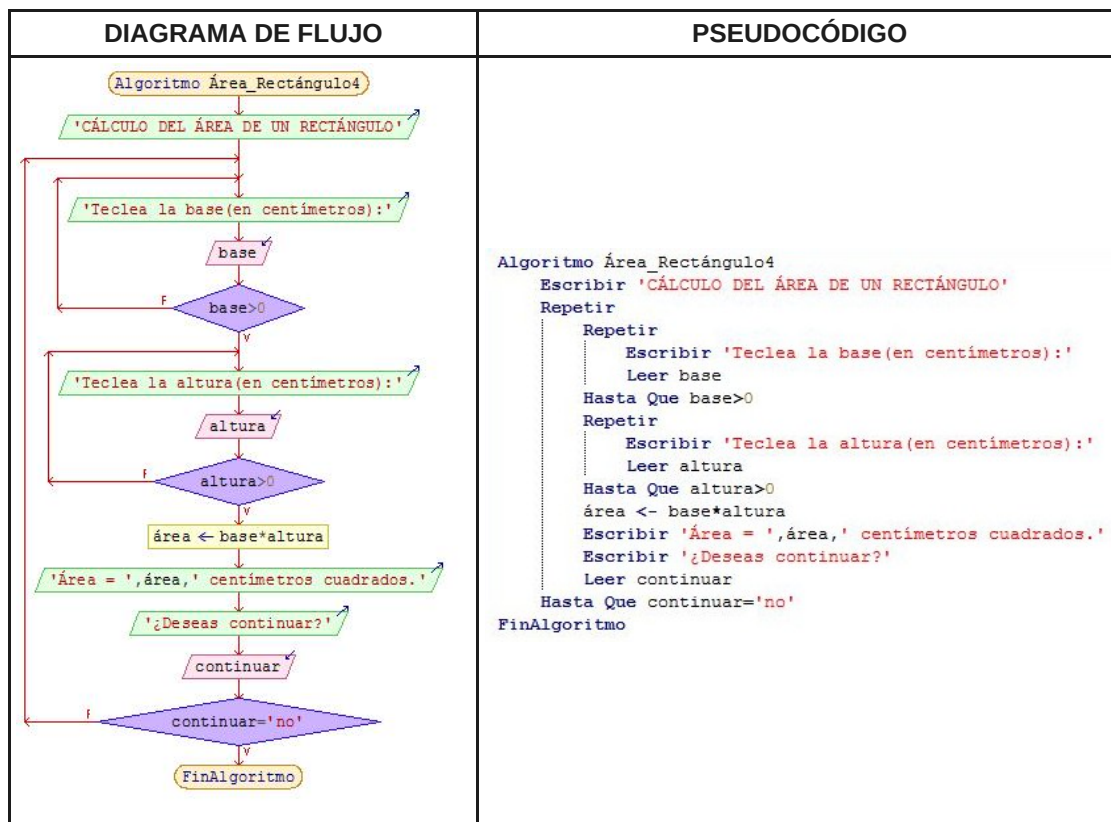 DIAGRAMA DE FLUJO
PSEUDOCÓDIGO
Algoritmo Área_Rectángulo4
'CÁLCULO DEL ÁREA DE UN RECTÁNGULO'
'Teclea la base(en centímetros):'
base
F
base>0
V
'Teclea la altura(en centímetros):'
altura
F
altura>0
V
área ← base*altura
'Área = ',área,' centímetros cuadrados.'
'¿Deseas continuar?'
continuar
F
continuar='no'
V
FinAlgoritmo
Algoritmo Área_Rectángulo4
Escribir 'CÁLCULO DEL ÁREA DE UN RECTÁNGULO'
Repetir
Repetir
Escribir 'Teclea la base(en centímetros):'
Leer base
Hasta Que base>0
Repetir
Escribir 'Teclea la altura(en centímetros):'
Leer altura
Hasta Que altura>0
área <- base*altura
Escribir 'Área = ',área,' centímetros cuadrados.'
Escribir '¿Deseas continuar?'
Leer continuar
Hasta Que continuar='no'
FinAlgoritmo